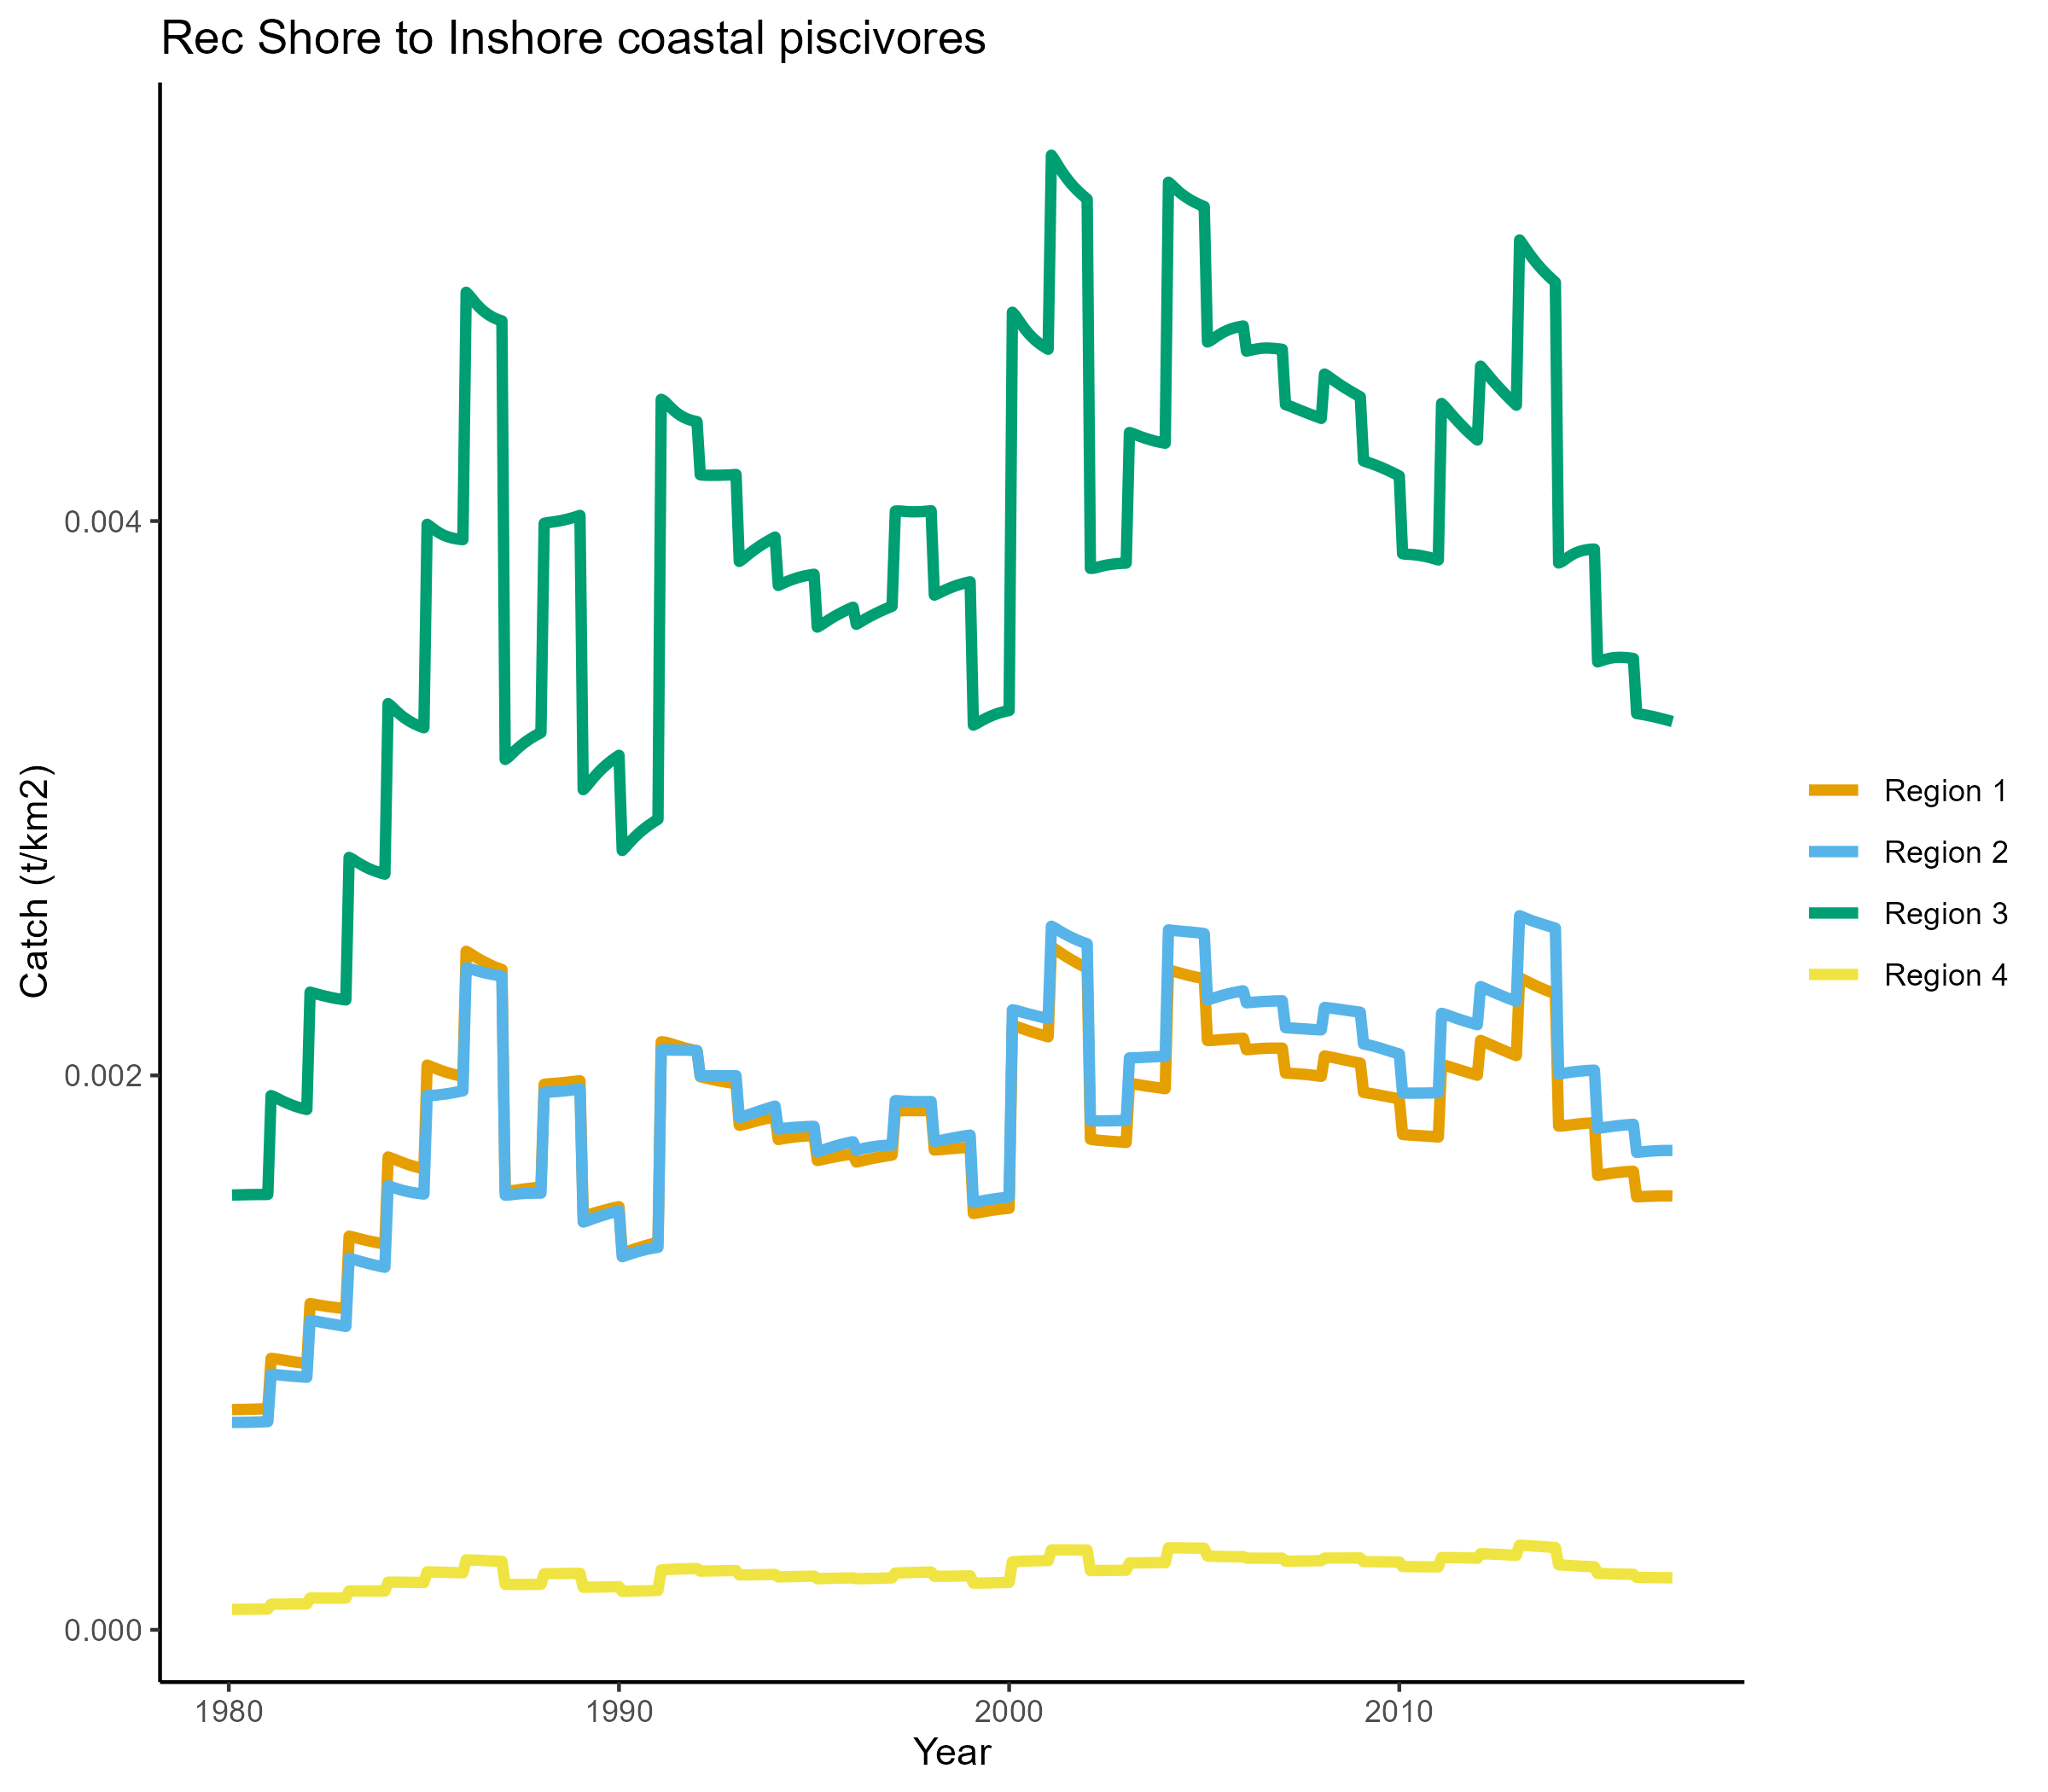 Rec Shore to Inshore coastal piscivores
Catch (t/km2)
0.004
0.002
0.000
1980 1990 2000 2010
Year
Region 1
Region 2
Region 3
Region 4